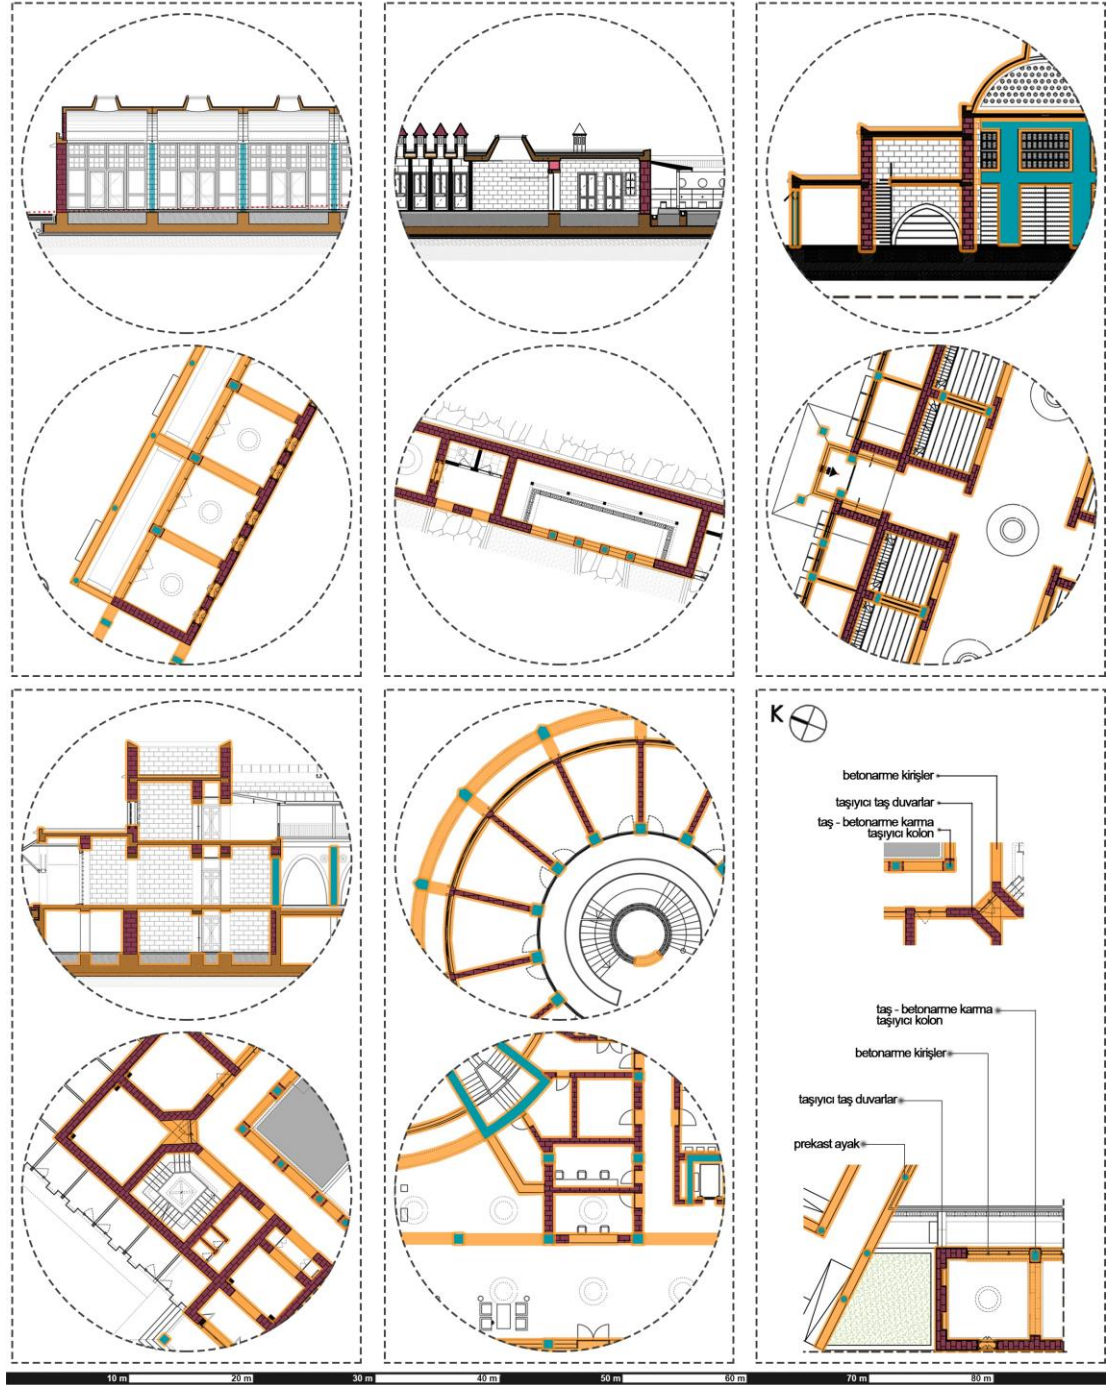 K
betonarme kirişler
taşıyıcı taş duvarlar
taş - betonarme karma
taşıyıcı kolon
taş - betonarme karma
taşıyıcı kolon
betonarme kirişler
taşıyıcı taş duvarlar
prekast ayak
10 m 20 m 30 m 40 m 50 m 60 m 70 m 80 m